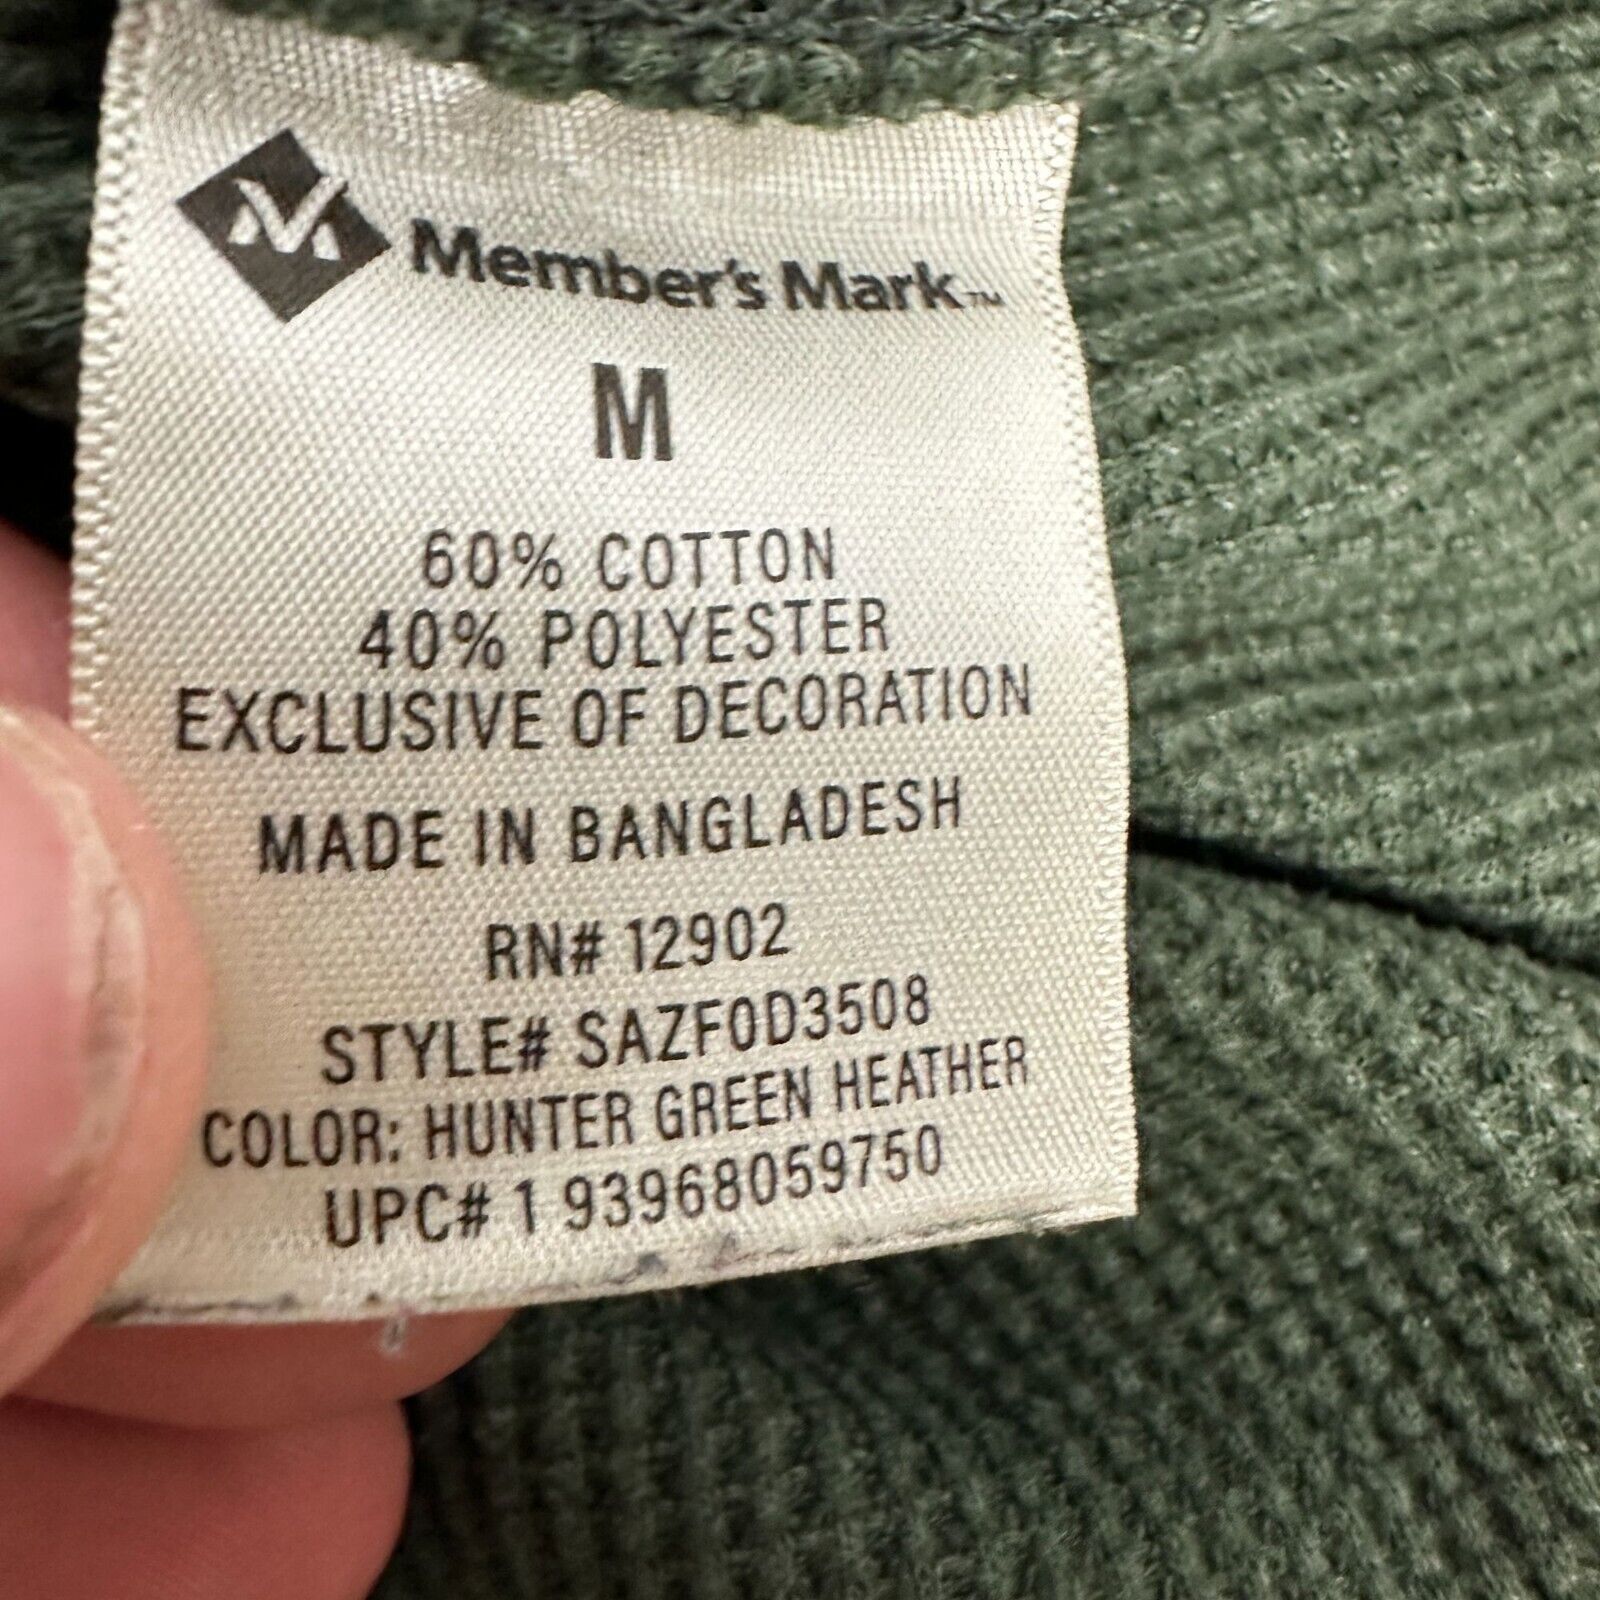 Member's Mark™
M
60% COTTON
40% POLYESTER
EXCLUSIVE OF DECORATION
MADE IN BANGLADESH
RN# 12902
STYLE# SAZF0D3508
COLOR: HUNTER GREEN HEATHER
UPC# 1 93968059750